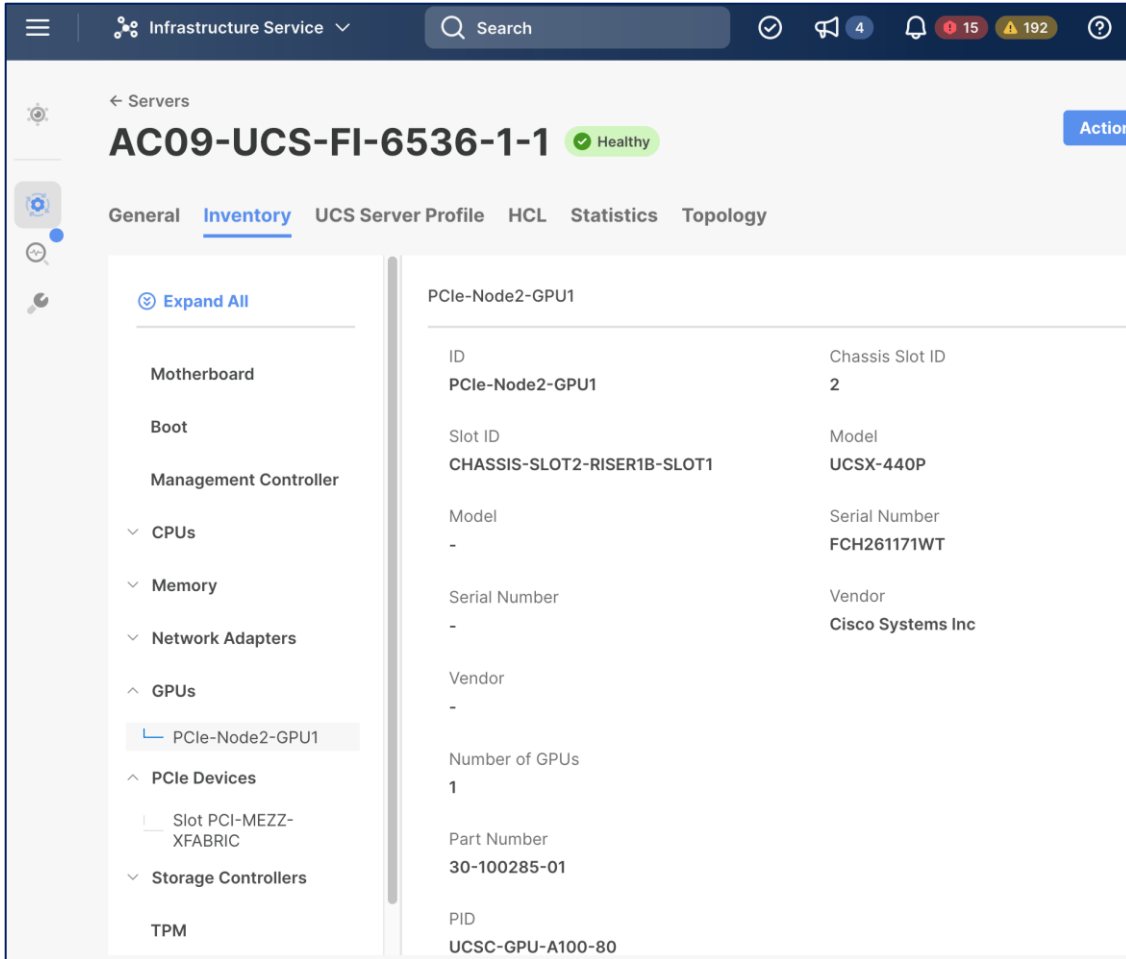 Infrastructure Service
Search
4
15
192
← Servers
AC09-UCS-FI-6536-1-1
Healthy
Action
General Inventory UCS Server Profile HCL Statistics Topology
Expand All
Motherboard
Boot
Management Controller
CPUs
Memory
Network Adapters
GPUs
PCIe-Node2-GPU1
PCIe Devices
Slot PCI-MEZZ-
XFABRIC
Storage Controllers
TPM
PCIe-Node2-GPU1
ID
PCIe-Node2-GPU1
Slot ID
CHASSIS-SLOT2-RISER1B-SLOT1
Model
-
Serial Number
-
Vendor
-
Number of GPUs
1
Part Number
30-100285-01
PID
UCSC-GPU-A100-80
Chassis Slot ID
2
Model
UCSX-440P
Serial Number
FCH261171WT
Vendor
Cisco Systems Inc